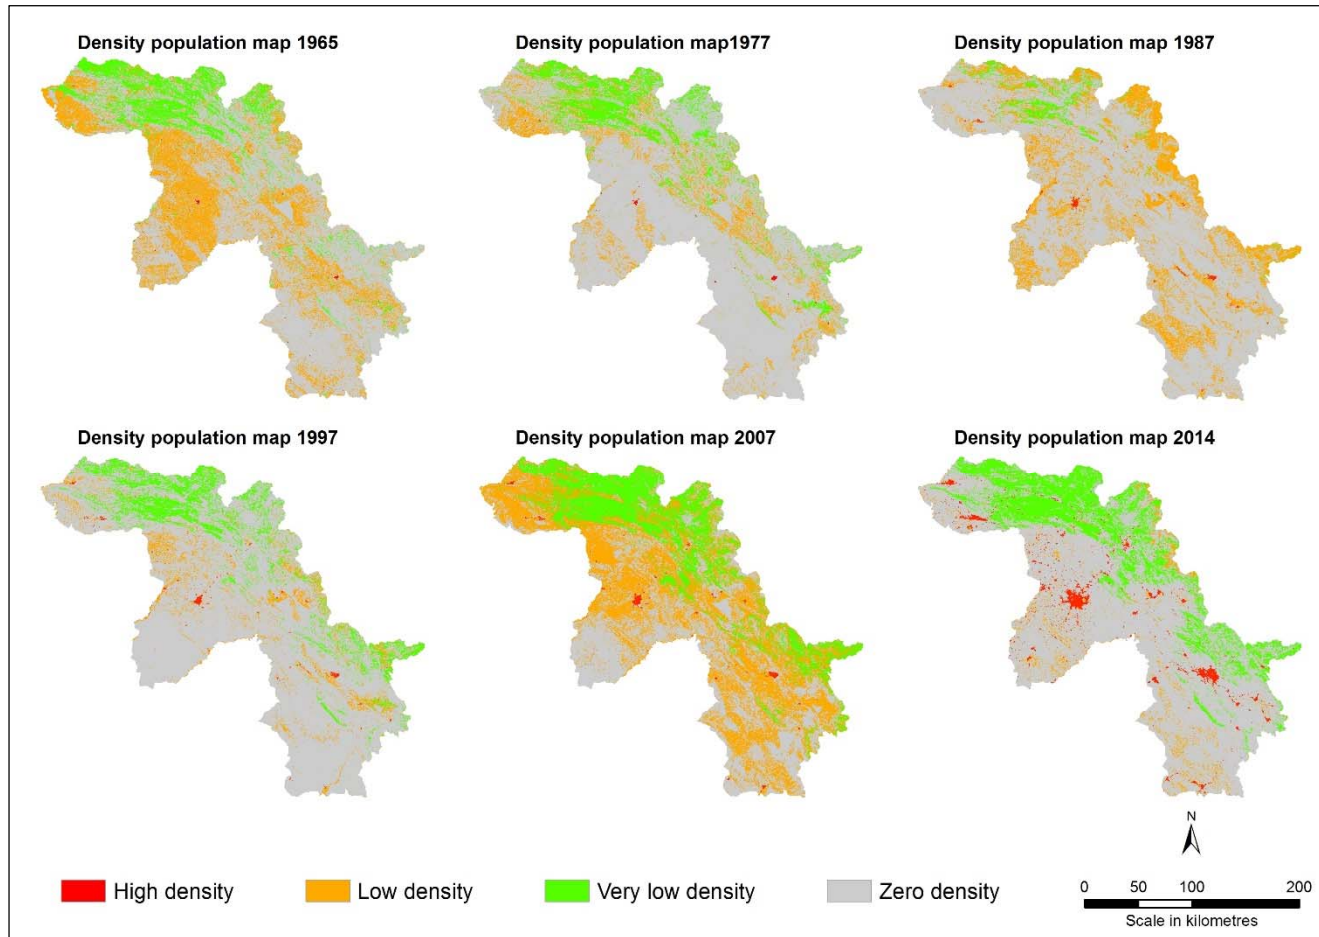 Density population map 1965
Density population map1977
Density population map 1987
Density population map 1997
Density population map 2007
Density population map 2014
N
High density
Low density
Very low density
Zero density
0 50 100 200
Scale in kilometres